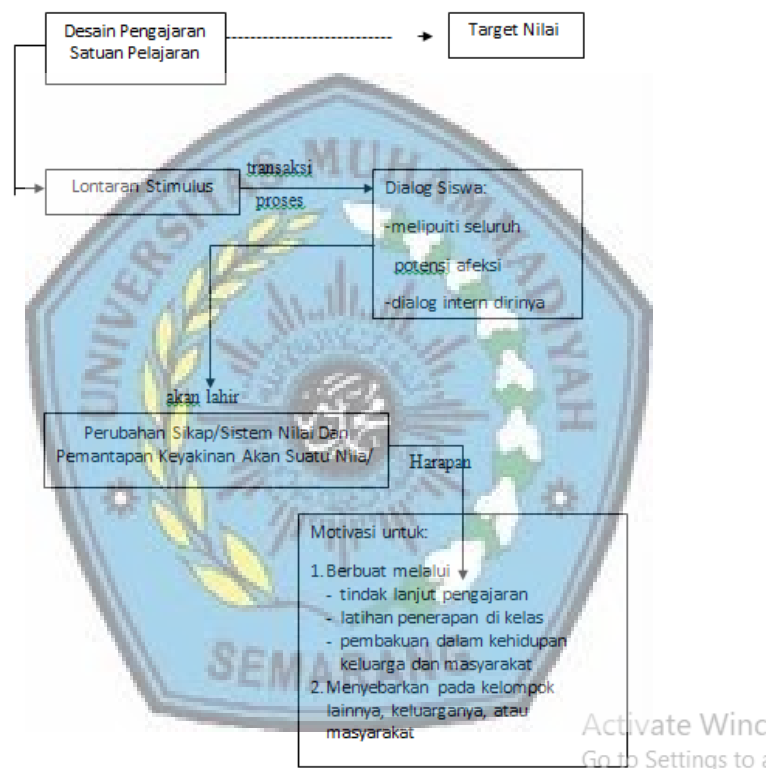 Desain Pengajaran
Satuan Pelajaran
Target Nilai
Lontaran Stimulus
transaksi
proses
Dialog Siswa:
-melipuiti seluruh
potensi afeksi
-dialog intern dirinya
akan lahir
Perubahan Sikap/Sistem Nilai Dan
Pemantapan Keyakinan Akan Suatu Nila/
Harapan
Motivasi untuk:
1.Berbuat melalui
- tindak lanjut pengajaran
- latihan penerapan di kelas
- pembakuan dalam kehidupan
keluarga dan masyarakat
2.Menyebarkan pada kelompok
lainnya, keluarganya, atau
masyarakat
UNIVERSITAS MUHAMMADIYAH
SEMARANG
Activate Winc
Go to Settings to a